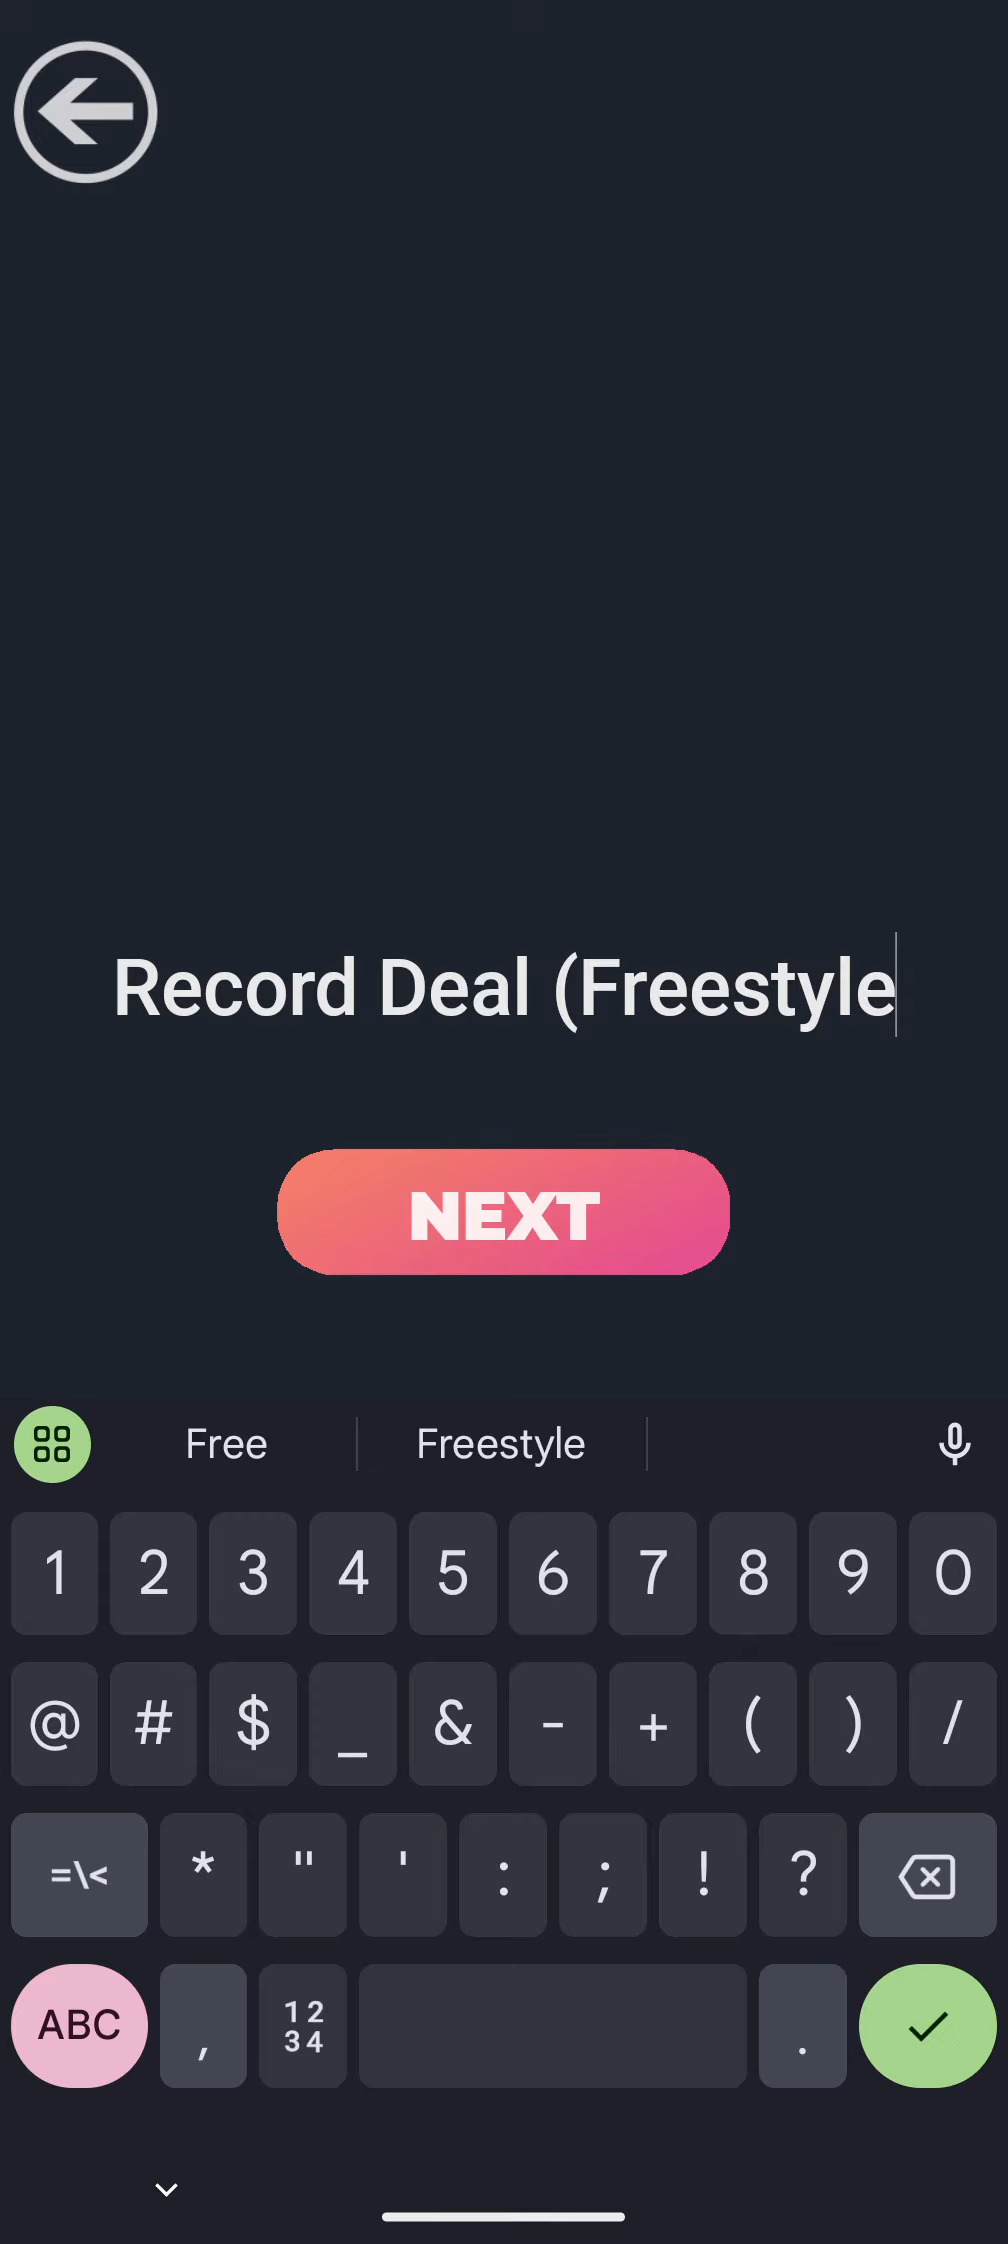 Record Deal (Freestyle
NEXT
Free Freestyle
1 2 3 4 5 6 7 8 9 0
@ # $ _ & - + ( ) /
=\< * " ' : ; ! ?
ABC , 12 34 .